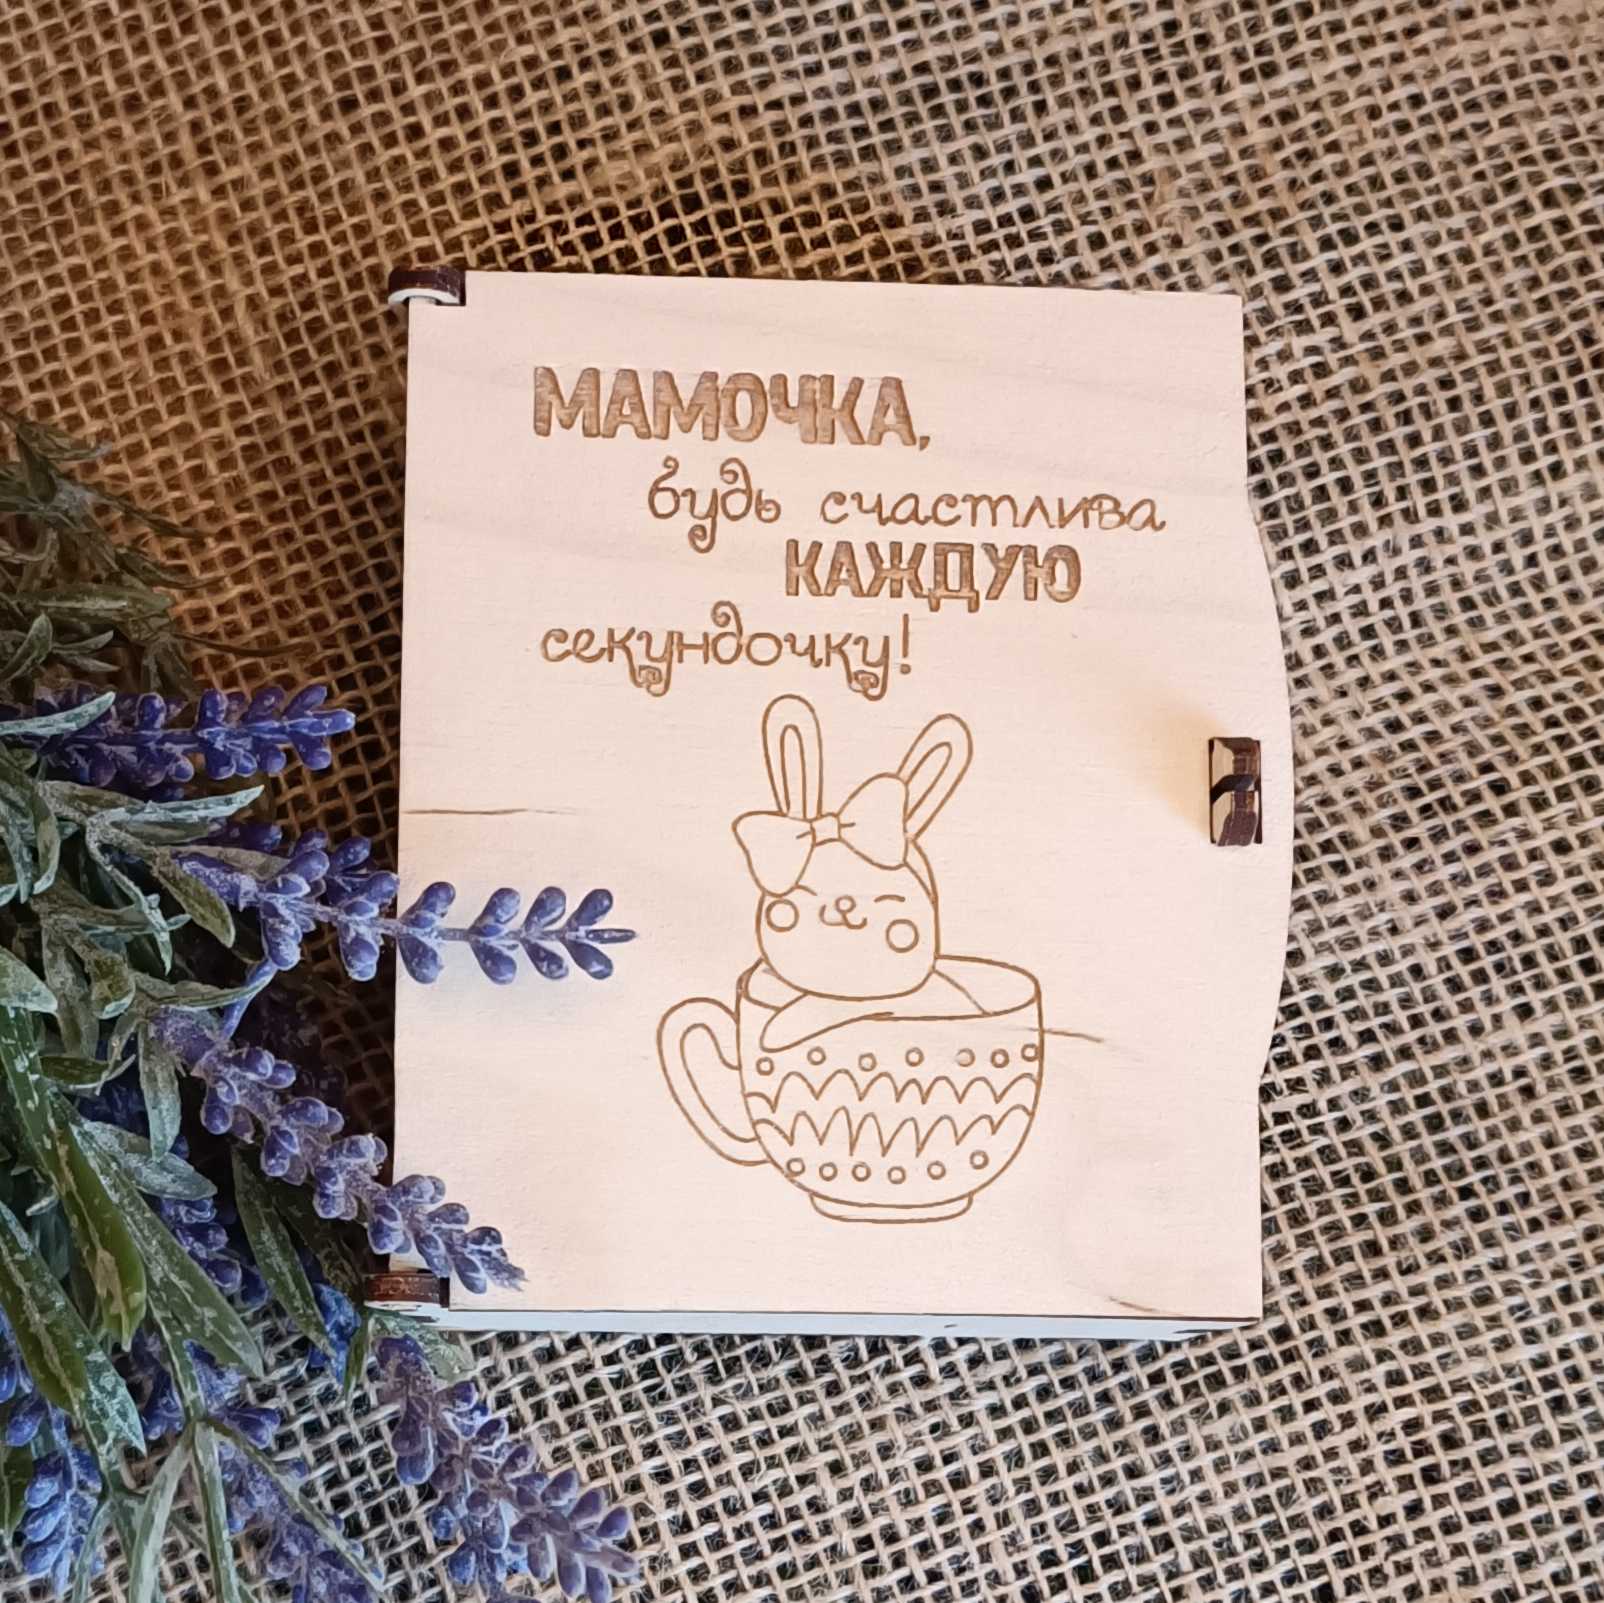 МАМОЧКА,
будь счастлива
КАЖДУЮ
секундочку!